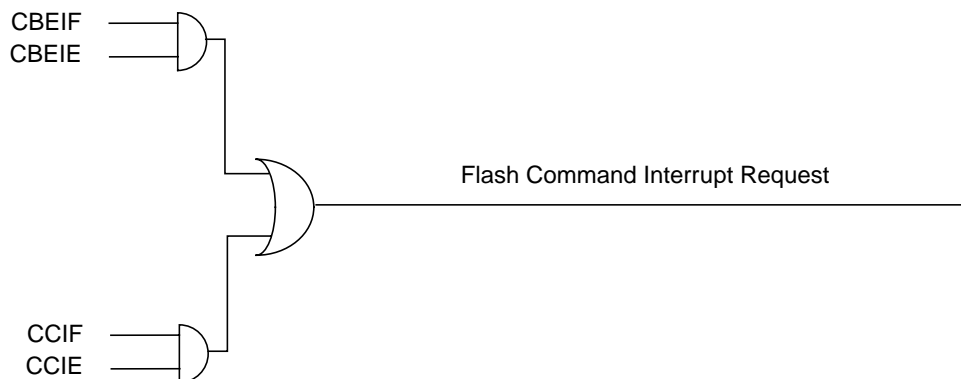 CBEIF
CBEIE
Flash Command Interrupt Request
CCIF
CCIE